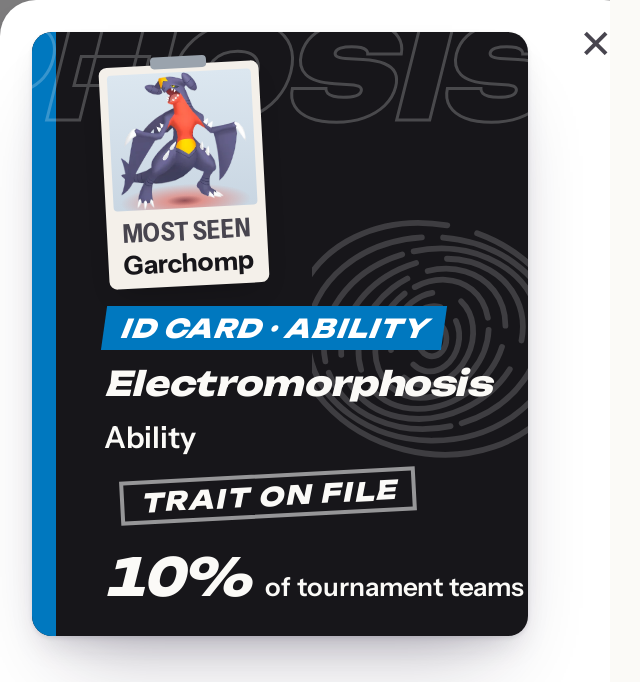 PHOSIS
MOST SEEN
Garchomp
ID CARD · ABILITY
Electromorphosis
Ability
TRAIT ON FILE
10% of tournament teams